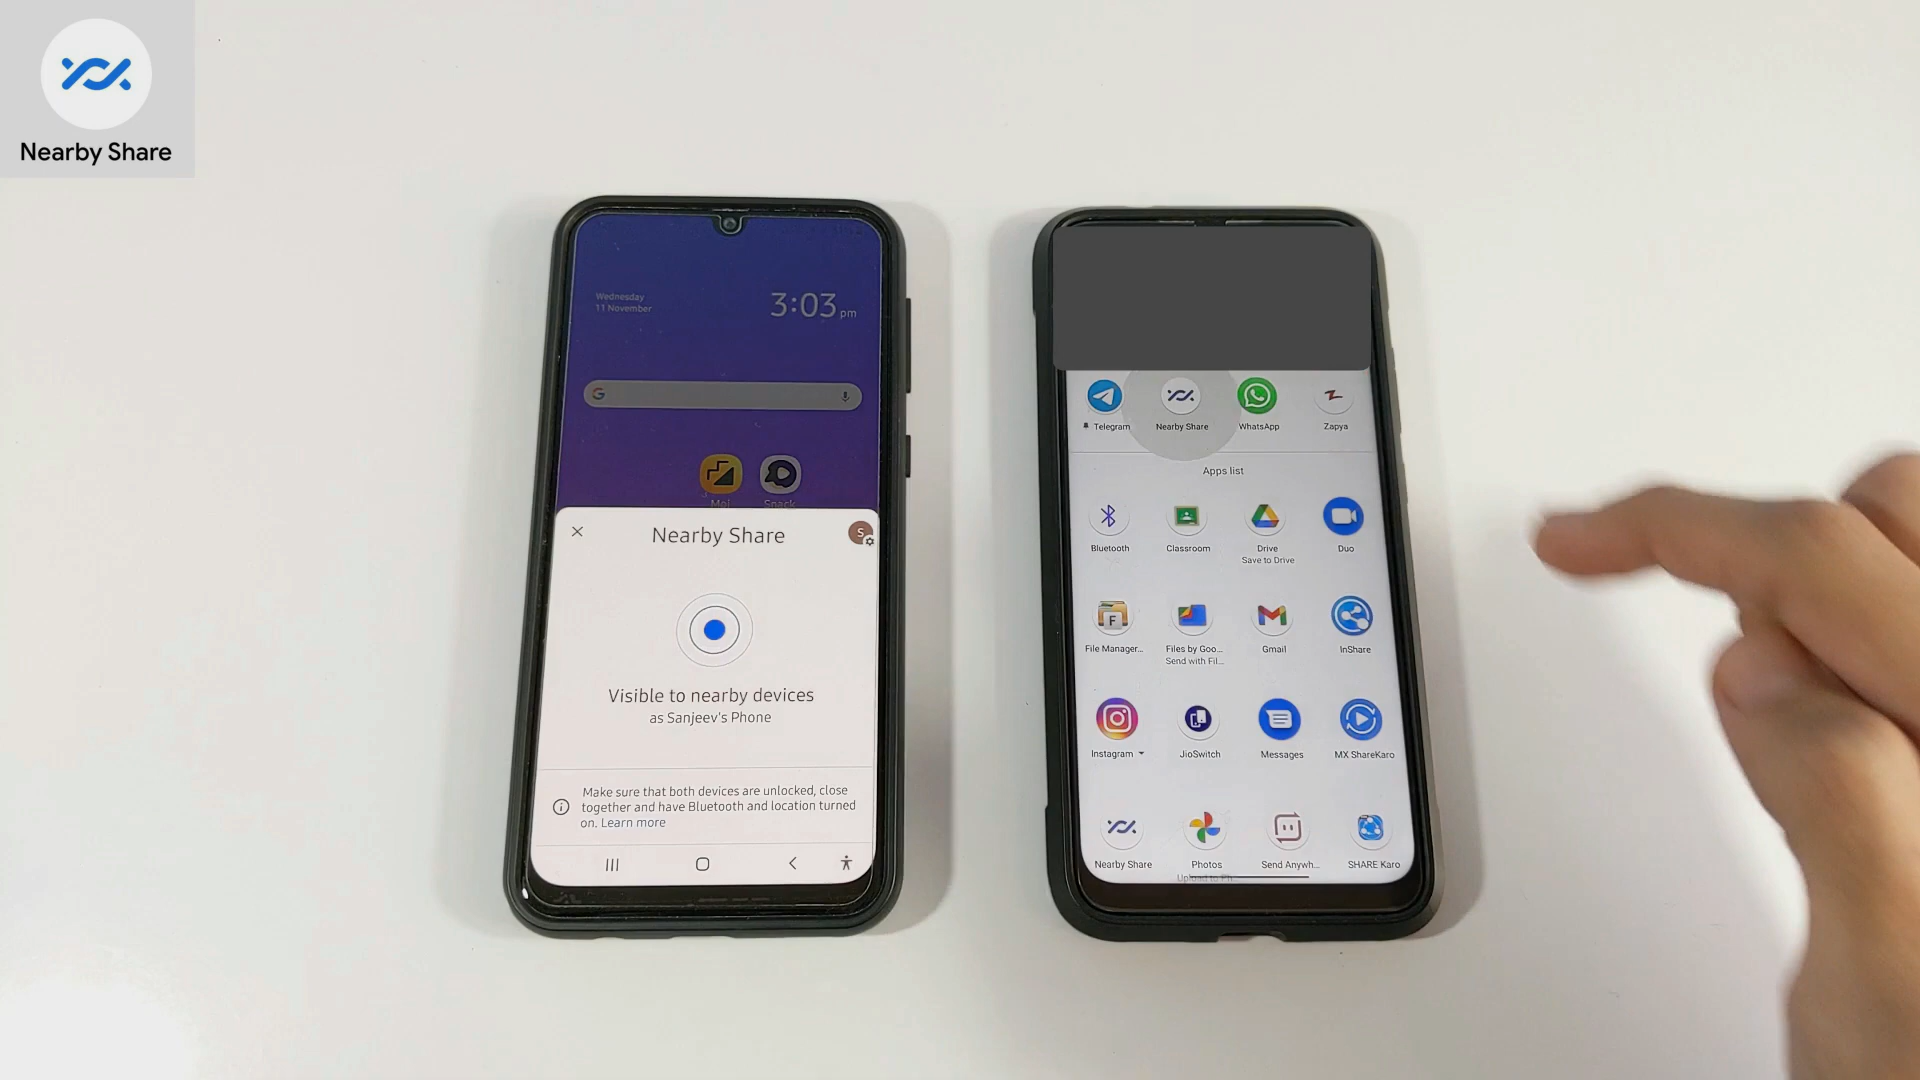 Nearby Share
Wednesday
11 November
3:03 pm
Nearby Share
S
Visible to nearby devices
as Sanjeev's Phone
Make sure that both devices are unlocked, close
together and have Bluetooth and location turned
on. Learn more
Telegram
Nearby Share
WhatsApp
Zapya
Apps list
Bluetooth
Classroom
Drive
Save to Drive
Duo
File Manager...
Files by Goo...
Send with Fil...
Gmail
InShare
Instagram
JioSwitch
Messages
MX ShareKaro
Nearby Share
Photos
Send Anywh...
SHARE Karo